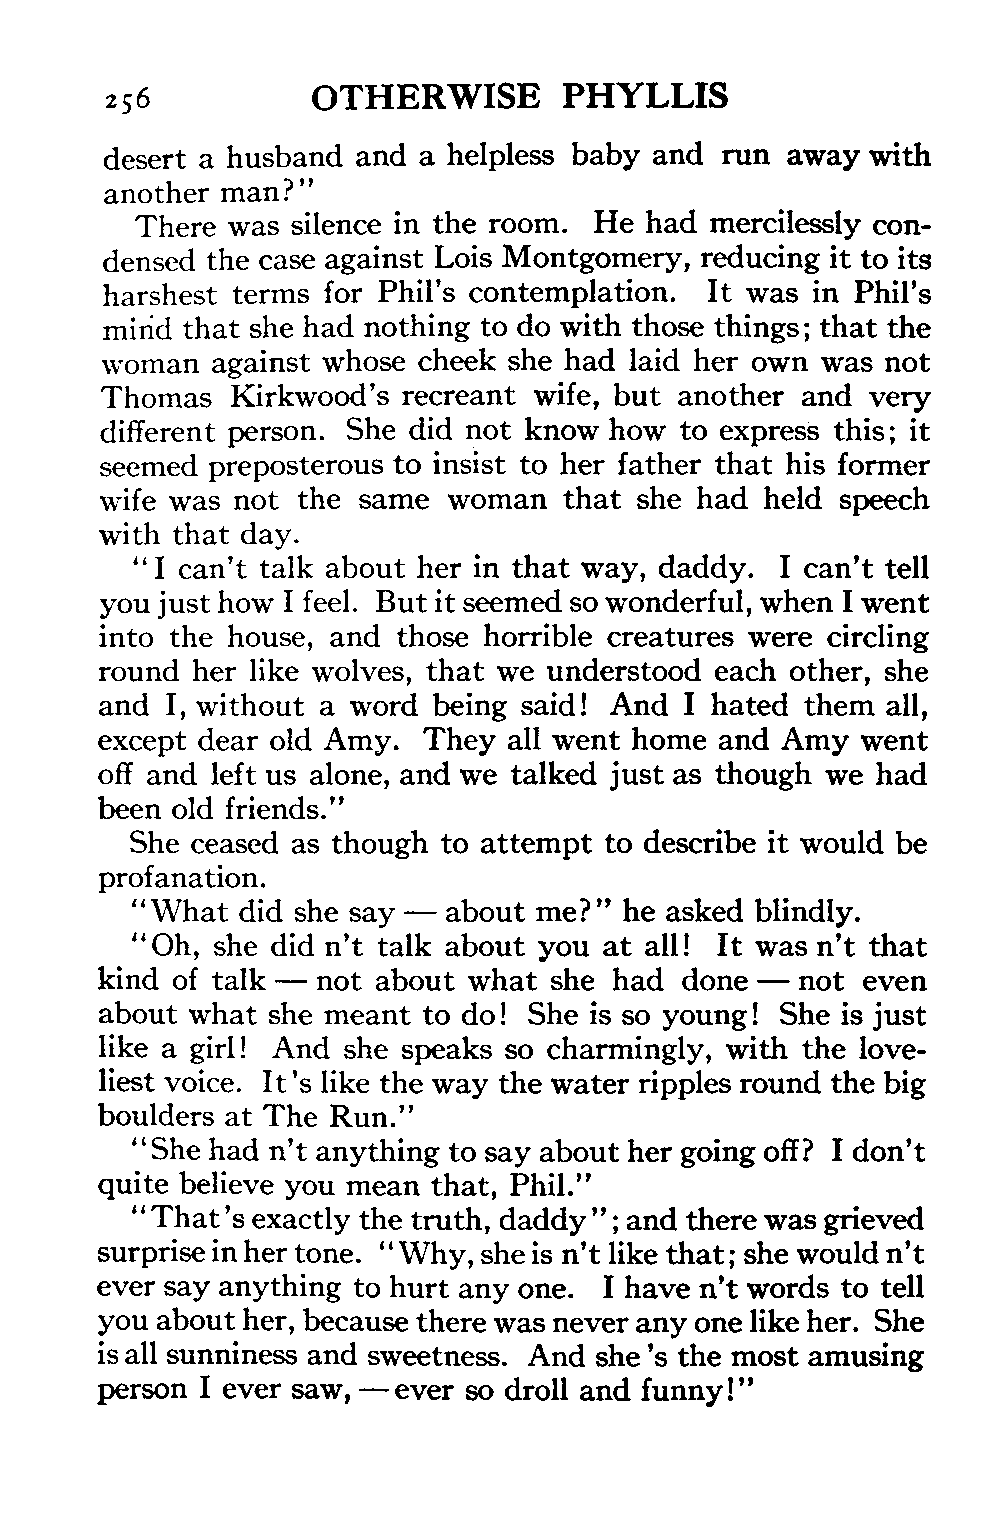 256 OTHERWISE PHYLLIS
desert a husband and a helpless baby and run away with
another man?"
There was silence in the room. He had mercilessly con-
densed the case against Lois Montgomery, reducing it to its
harshest terms for Phil's contemplation. It was in Phil's
mind that she had nothing to do with those things; that the
woman against whose cheek she had laid her own was not
Thomas Kirkwood's recreant wife, but another and very
different person. She did not know how to express this; it
seemed preposterous to insist to her father that his former
wife was not the same woman that she had held speech
with that day.
"I can't talk about her in that way, daddy. I can't tell
you just how I feel. But it seemed so wonderful, when I went
into the house, and those horrible creatures were circling
round her like wolves, that we understood each other, she
and I, without a word being said! And I hated them all,
except dear old Amy. They all went home and Amy went
off and left us alone, and we talked just as though we had
been old friends."
She ceased as though to attempt to describe it would be
profanation.
"What did she say — about me?" he asked blindly.
"Oh, she did n't talk about you at all! It was n't that
kind of talk — not about what she had done — not even
about what she meant to do! She is so young! She is just
like a girl! And she speaks so charmingly, with the love-
liest voice. It 's like the way the water ripples round the big
boulders at The Run."
"She had n't anything to say about her going off? I don't
quite believe you mean that, Phil."
"That 's exactly the truth, daddy"; and there was grieved
surprise in her tone. "Why, she is n't like that; she would n't
ever say anything to hurt any one. I have n't words to tell
you about her, because there was never any one like her. She
is all sunniness and sweetness. And she 's the most amusing
person I ever saw, — ever so droll and funny!"